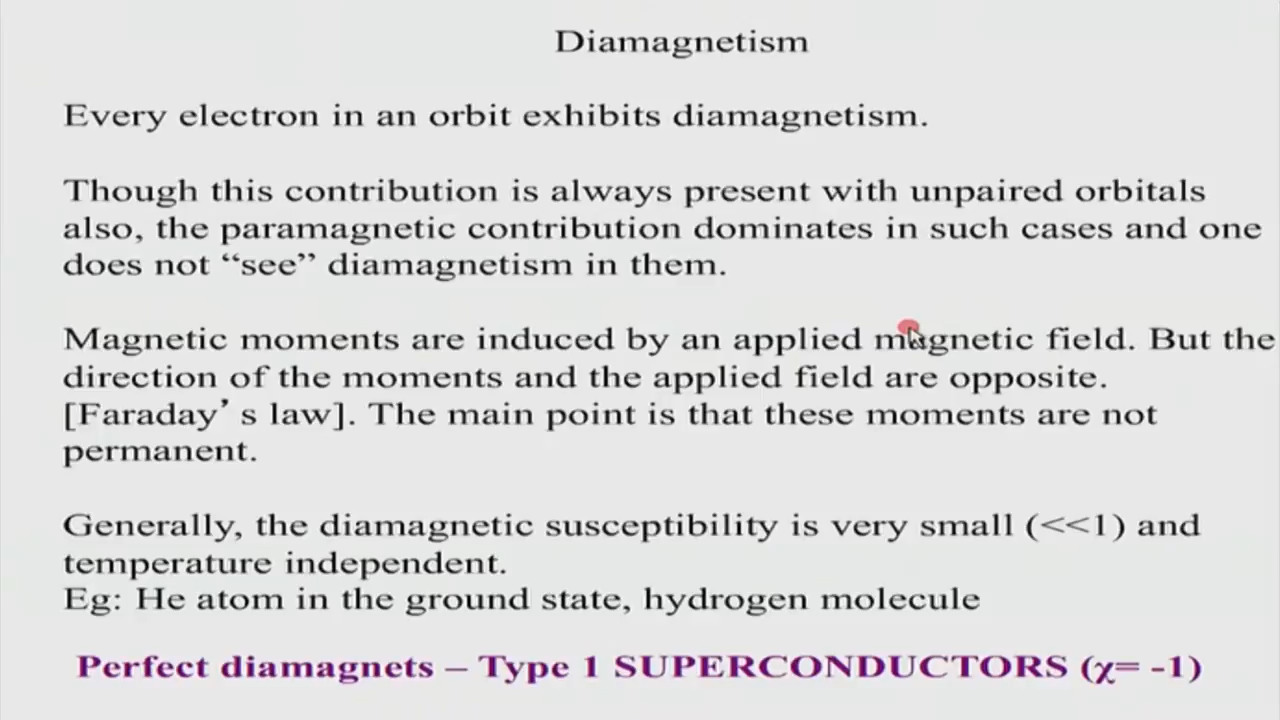 Diamagnetism
Every electron in an orbit exhibits diamagnetism.
Though this contribution is always present with unpaired orbitals
also, the paramagnetic contribution dominates in such cases and one
does not “see” diamagnetism in them.
Magnetic moments are induced by an applied magnetic field. But the
direction of the moments and the applied field are opposite.
[Faraday’ s law]. The main point is that these moments are not
permanent.
Generally, the diamagnetic susceptibility is very small (<<1) and
temperature independent.
Eg: He atom in the ground state, hydrogen molecule
Perfect diamagnets – Type 1 SUPERCONDUCTORS (χ= -1)